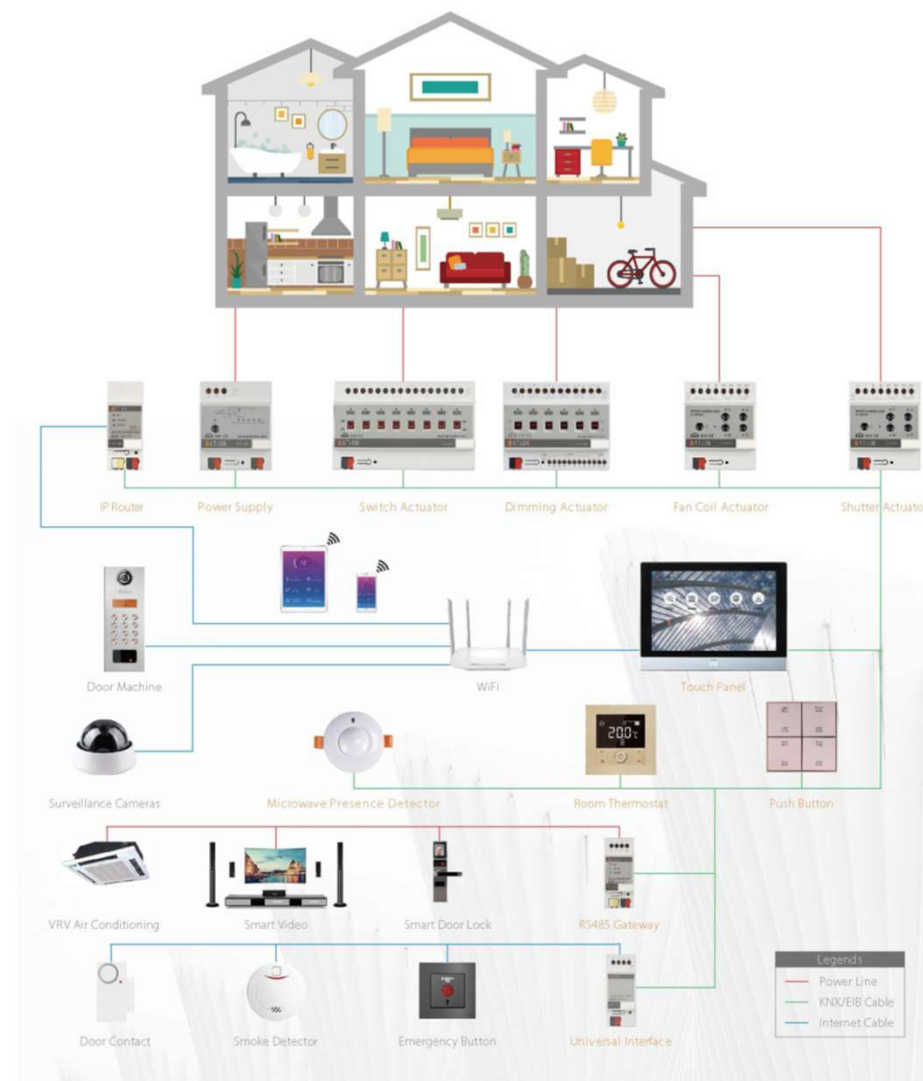 IP Router
Power Supply
Switch Actuator
Dimming Actuator
Fan Coil Actuator
Shutter Actuato
Door Machine
WiFi
Touch Panel
20.0°C
Surveillance Cameras
Microwave Presence Detector
Room Thermostat
Push Button
VRV Air Conditioning
Smart Video
Smart Door Lock
RS485 Gateway
Door Contact
Smoke Detector
Emergency Button
Universal Interface
Legends
Power Line
KNX/EIB Cable
Internet Cable